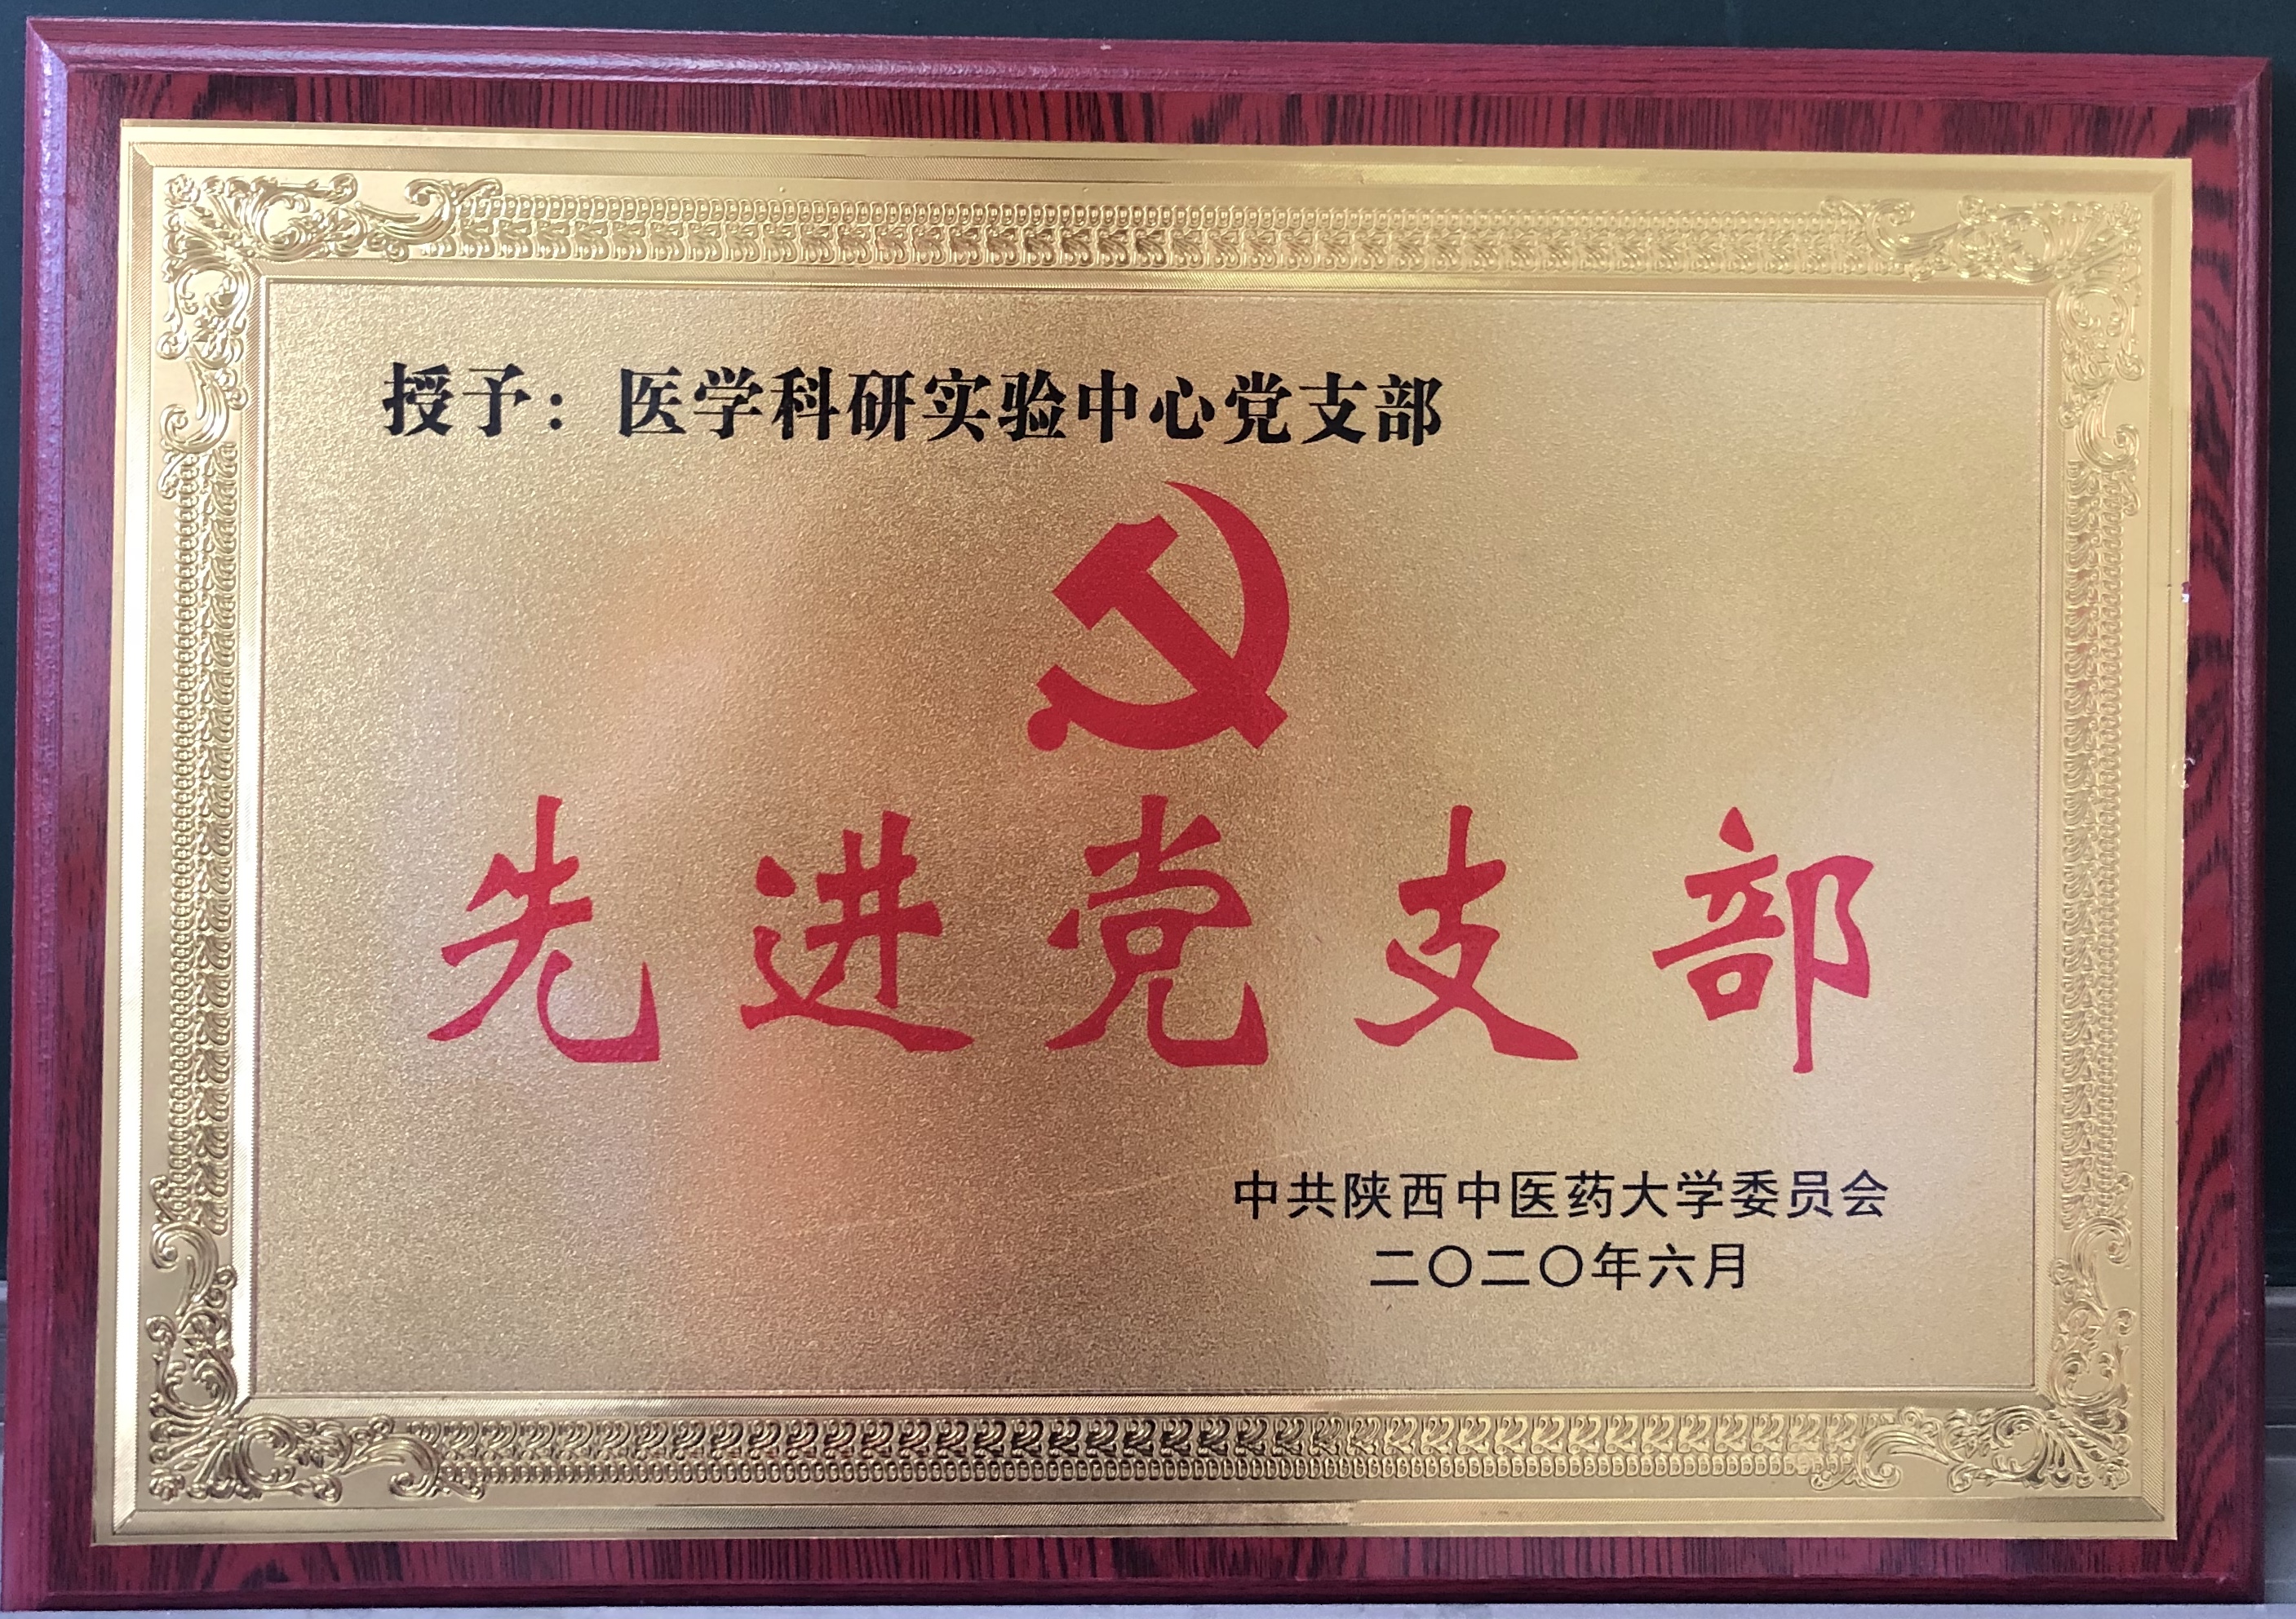 授予：医学科研实验中心党支部
先进党支部
中共陕西中医药大学委员会
二〇二〇年六月